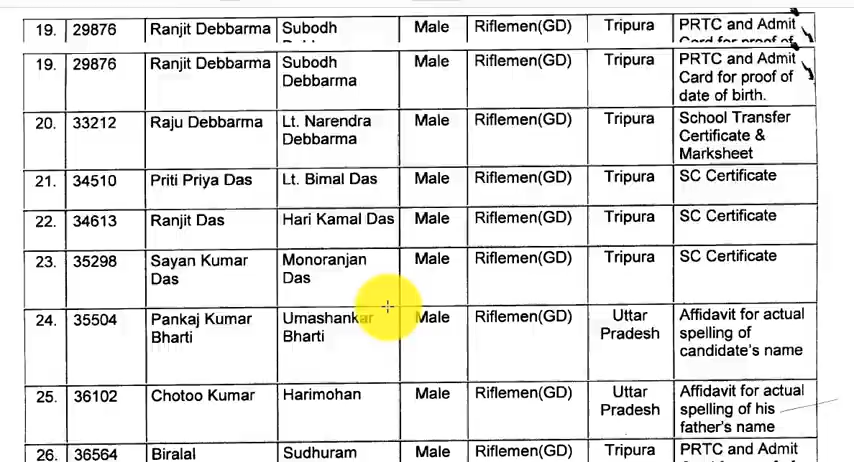 19. 29876 Ranjit Debbarma Subodh Male Riflemen(GD) Tripura PRTC and Admit
Card for proof of
19. 29876 Ranjit Debbarma Subodh Male Riflemen(GD) Tripura PRTC and Admit
Debbarma Card for proof of
date of birth.
20. 33212 Raju Debbarma Lt. Narendra Male Riflemen(GD) Tripura School Transfer
Debbarma Certificate &
Marksheet
21. 34510 Priti Priya Das Lt. Bimal Das Male Riflemen(GD) Tripura SC Certificate
22. 34613 Ranjit Das Hari Kamal Das Male Riflemen(GD) Tripura SC Certificate
23. 35298 Sayan Kumar Monoranjan Male Riflemen(GD) Tripura SC Certificate
Das Das
24. 35504 Pankaj Kumar Umashankar Male Riflemen(GD) Uttar Affidavit for actual
Bharti Bharti Pradesh spelling of
candidate's name
25. 36102 Chotoo Kumar Harimohan Male Riflemen(GD) Uttar Affidavit for actual
Pradesh spelling of his
father's name
26. 36564 Biralal Sudhuram Male Riflemen(GD) Tripura PRTC and Admit